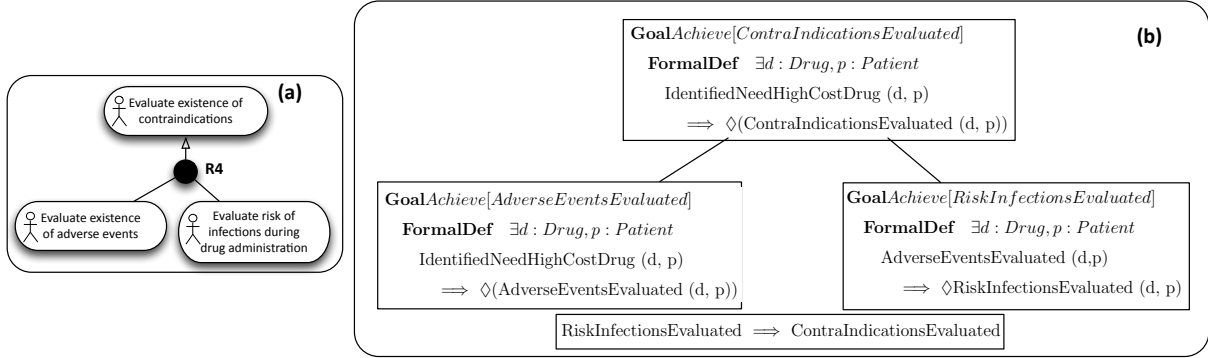 (a)
Evaluate existence of
contraindications
R4
Evaluate existence
of adverse events
Evaluate risk of
infections during
drug administration
(b)
GoalAchieve[ContraIndicationsEvaluated]
FormalDef ∃d : Drug, p : Patient
IdentifiedNeedHighCostDrug (d, p)
⟹ ◊(ContraIndicationsEvaluated (d, p))
GoalAchieve[AdverseEventsEvaluated]
FormalDef ∃d : Drug, p : Patient
IdentifiedNeedHighCostDrug (d, p)
⟹ ◊(AdverseEventsEvaluated (d, p))
GoalAchieve[RiskInfectionsEvaluated]
FormalDef ∃d : Drug, p : Patient
AdverseEventsEvaluated (d,p)
⟹ ◊RiskInfectionsEvaluated (d, p)
RiskInfectionsEvaluated ⟹ ContraIndicationsEvaluated